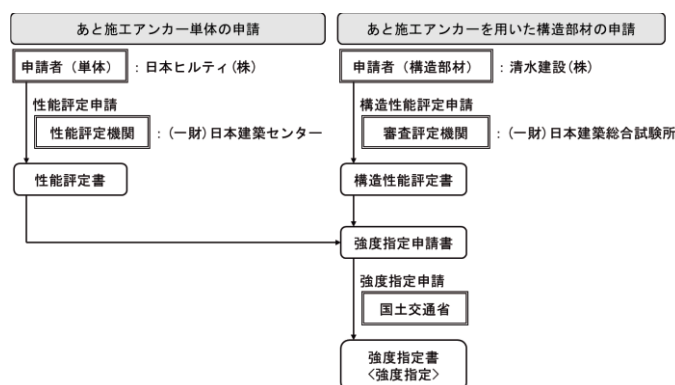 あと施工アンカー単体の申請
あと施工アンカーを用いた構造部材の申請
申請者（単体）：日本ヒルティ(株)
申請者（構造部材）：清水建設(株)
性能評定申請
構造性能評定申請
性能評定機関：(一財)日本建築センター
審査評定機関：(一財)日本建築総合試験所
性能評定書
構造性能評定書
強度指定申請書
強度指定申請
国土交通省
強度指定書
<強度指定>